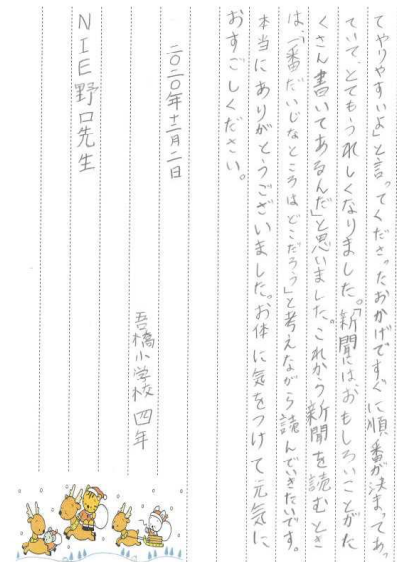 てやりやすいよ」と言ってくださったおかげですぐに順番が決まってあっ
ていて、とてもうれしくなりました。「新聞にはおもしろいことがた
くさん書いてあるんだ」と思いました。これから新聞を読むとき
は、「一番だいじなところはどこだろう」と考えながら読んでいきたいです。
本当にありがとうございました。お体に気をつけて元気に
おすごしください。
二〇二〇年十二月二日
吾橋小学校 四年
NIE野口先生